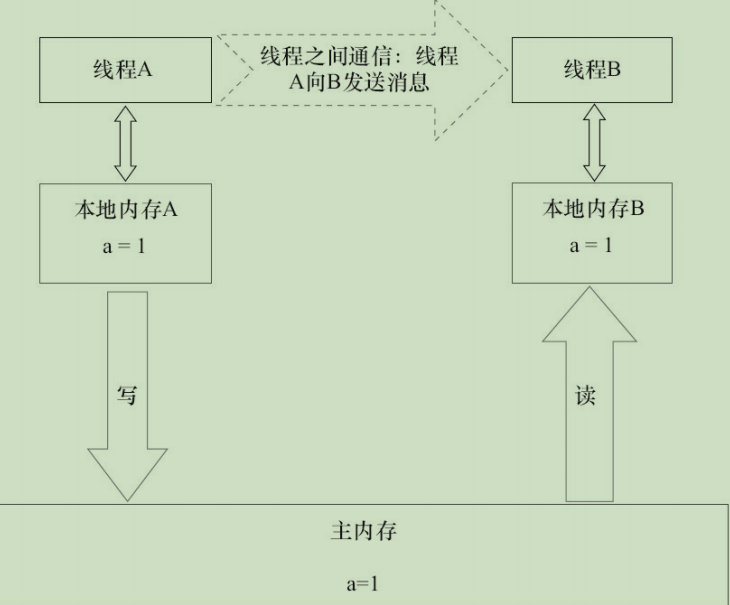 线程A
线程之间通信：线程
A向B发送消息
线程B
本地内存A
a = 1
本地内存B
a = 1
写
读
主内存
a=1